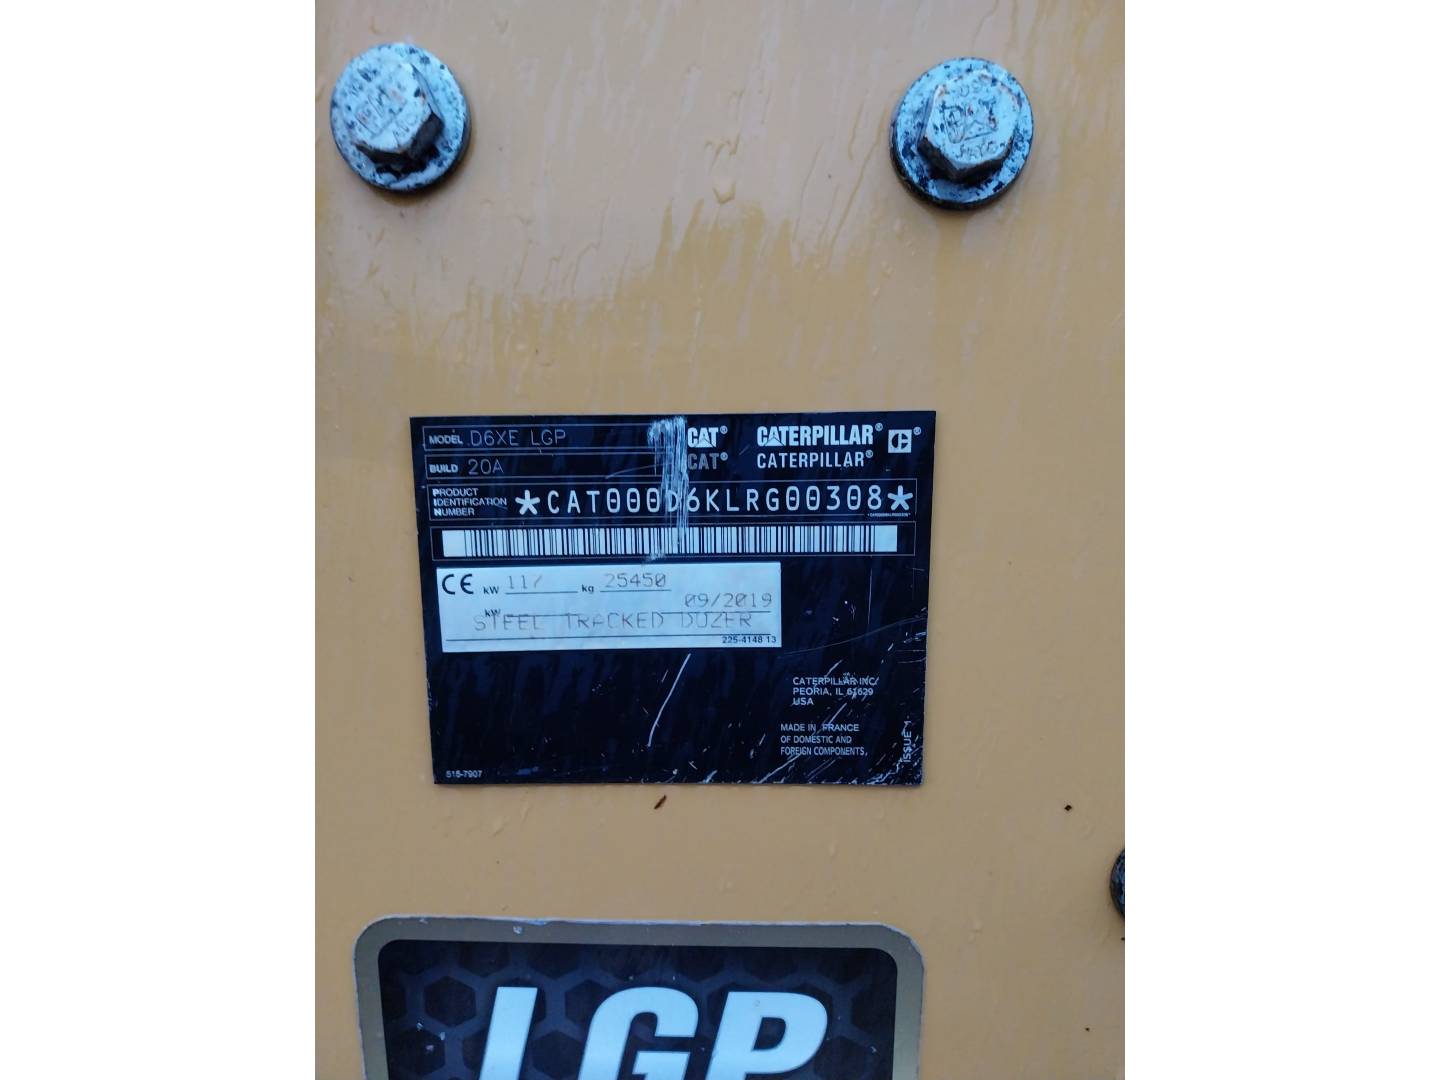 MODEL D6XE LGP
CAT® CATERPILLAR® C®
BUILD 20A
CAT® CATERPILLAR®
PRODUCT
IDENTIFICATION
NUMBER
*CAT000D6KLRG00308*
CE kW 117 kg 25450
kW 09/2019
STEEL TRACKED DOZER
225-4148 13
CATERPILLAR INC
PEORIA, IL 61629
USA
MADE IN FRANCE
OF DOMESTIC AND
FOREIGN COMPONENTS.
ISSUE 1
515-7907
LGP